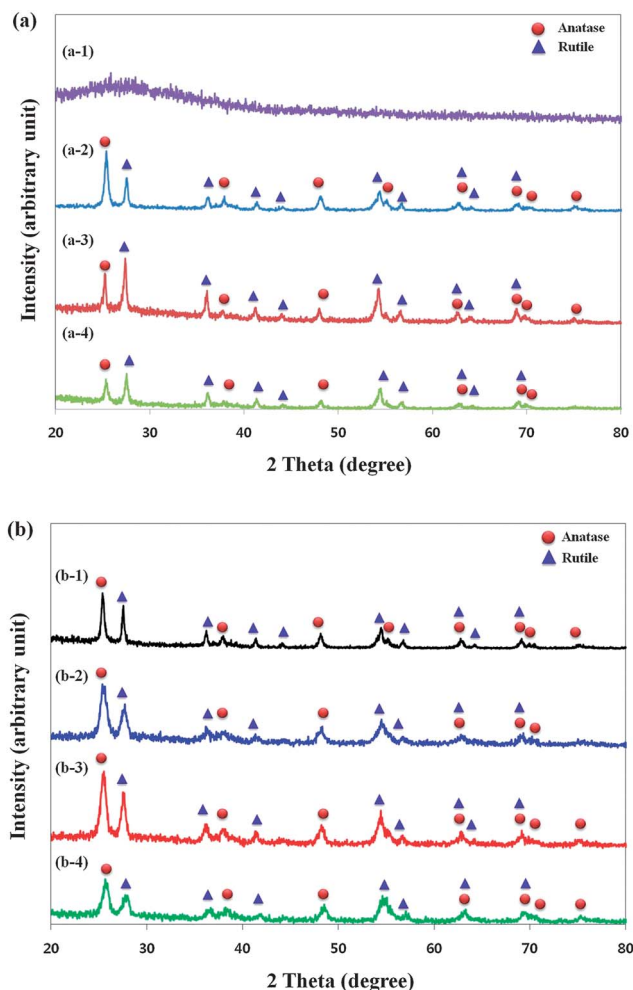 (a)
Anatase
Rutile
(a-1)
(a-2)
(a-3)
(a-4)
Intensity (arbitrary unit)
20 30 40 50 60 70 80
2 Theta (degree)
(b)
Anatase
Rutile
(b-1)
(b-2)
(b-3)
(b-4)
Intensity (arbitrary unit)
20 30 40 50 60 70 80
2 Theta (degree)